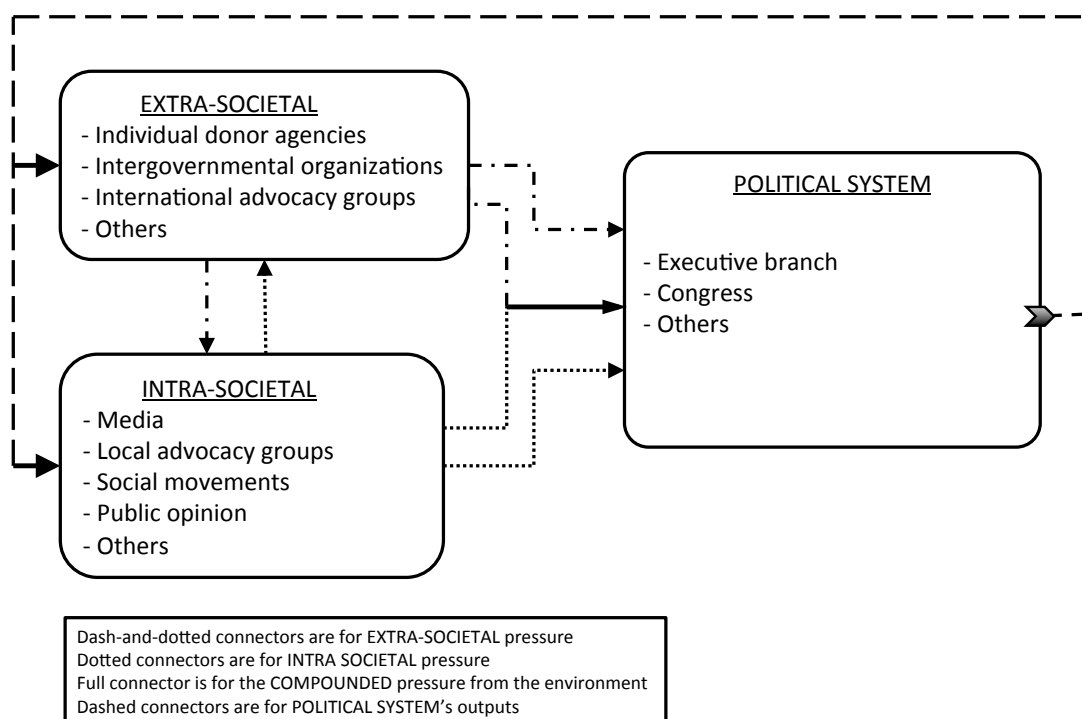 EXTRA-SOCIETAL
- Individual donor agencies
- Intergovernmental organizations
- International advocacy groups
- Others
POLITICAL SYSTEM
- Executive branch
- Congress
- Others
INTRA-SOCIETAL
- Media
- Local advocacy groups
- Social movements
- Public opinion
- Others
Dash-and-dotted connectors are for EXTRA-SOCIETAL pressure
Dotted connectors are for INTRA SOCIETAL pressure
Full connector is for the COMPOUNDED pressure from the environment
Dashed connectors are for POLITICAL SYSTEM's outputs